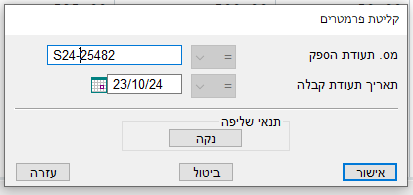 קליטת פרמטרים
מס. תעודת הספק = S24-25482
תאריך תעודת קבלה = 23/10/24
תנאי שליפה
נקה
אישור ביטול עזרה